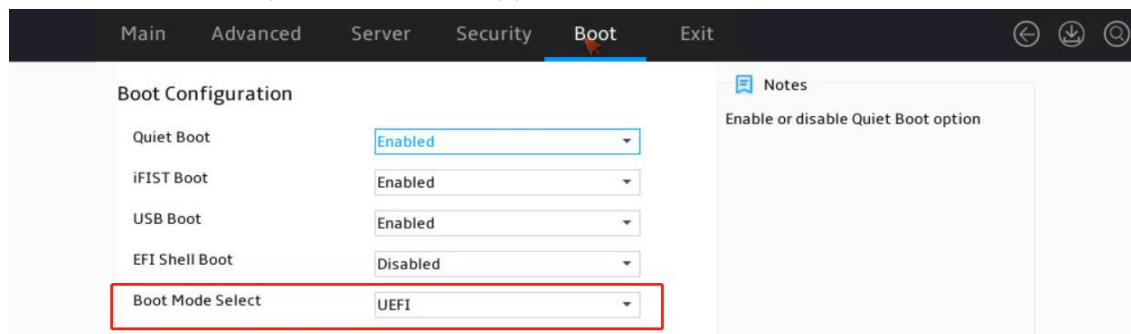 Main Advanced Server Security Boot Exit
Boot Configuration
Quiet Boot Enabled
iFIST Boot Enabled
USB Boot Enabled
EFI Shell Boot Disabled
Boot Mode Select UEFI
Notes
Enable or disable Quiet Boot option